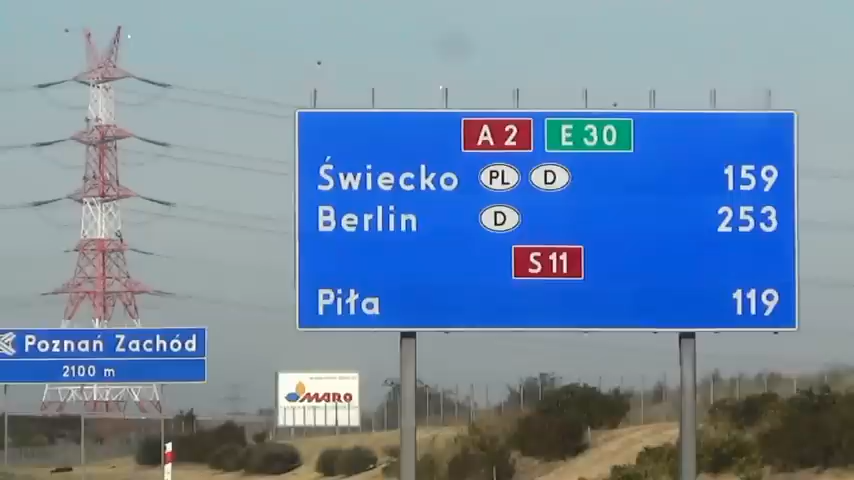 A 2 E 30
Świecko PL D 159
Berlin D 253
S 11
Piła 119
Poznań Zachód
2100 m
MARO